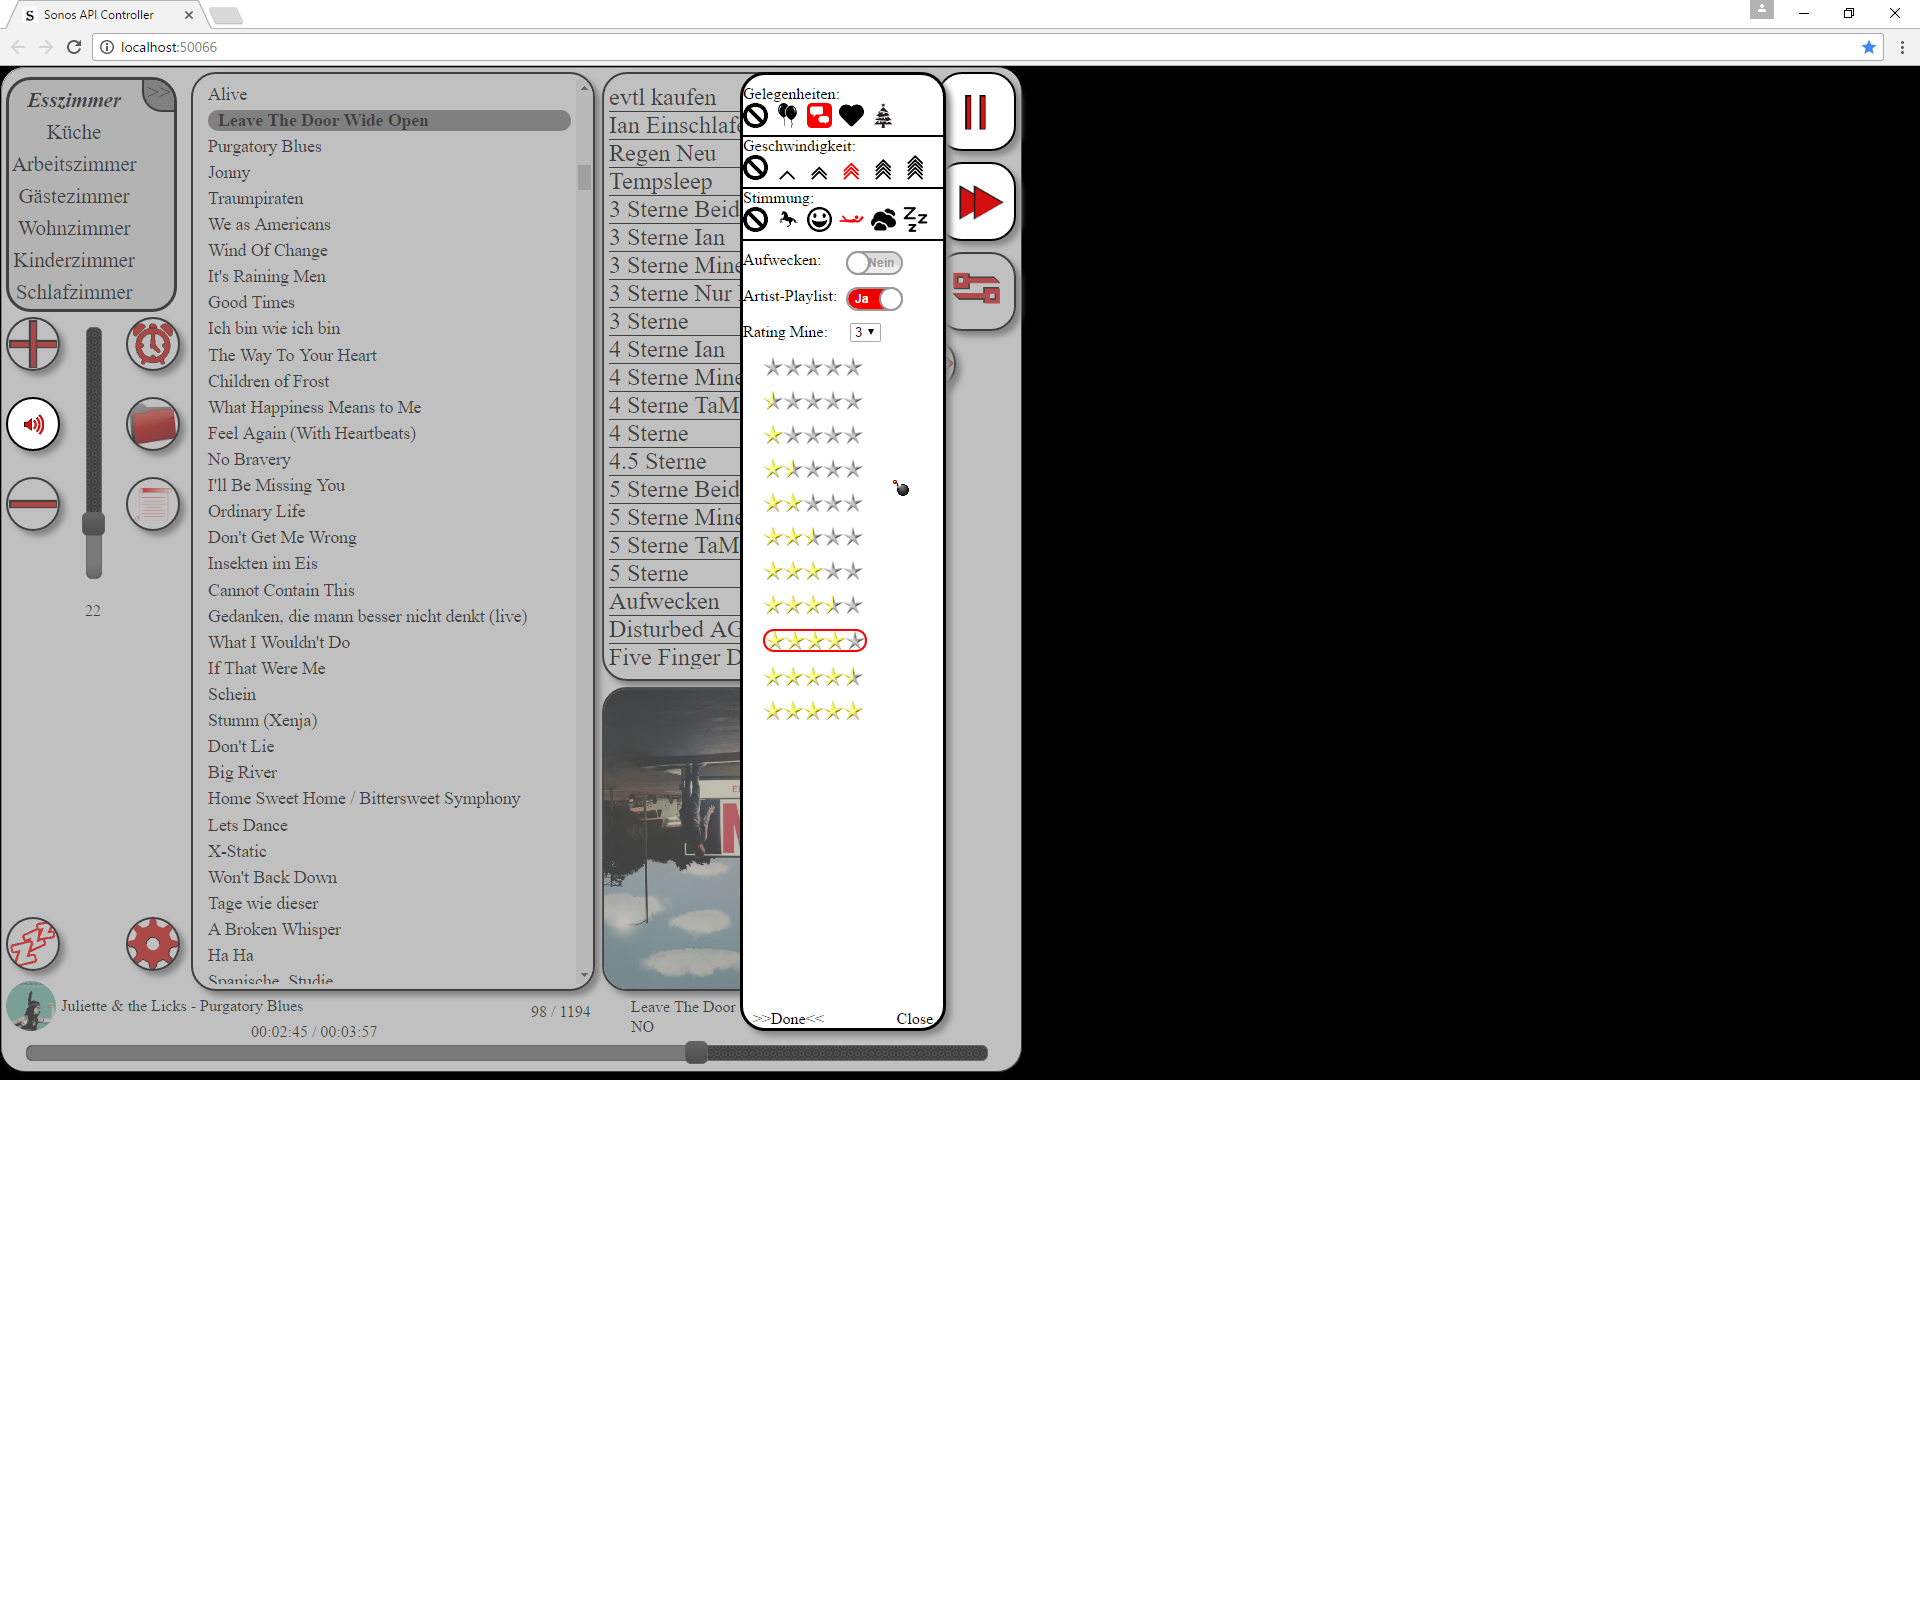 Sonos API Controller
localhost:50066
Esszimmer
>>
Küche
Arbeitszimmer
Gästezimmer
Wohnzimmer
Kinderzimmer
Schlafzimmer
22
Alive
Leave The Door Wide Open
Purgatory Blues
Jonny
Traumpiraten
We as Americans
Wind Of Change
It's Raining Men
Good Times
Ich bin wie ich bin
The Way To Your Heart
Children of Frost
What Happiness Means to Me
Feel Again (With Heartbeats)
No Bravery
I'll Be Missing You
Ordinary Life
Don't Get Me Wrong
Insekten im Eis
Cannot Contain This
Gedanken, die mann besser nicht denkt (live)
What I Wouldn't Do
If That Were Me
Schein
Stumm (Xenja)
Don't Lie
Big River
Home Sweet Home / Bittersweet Symphony
Lets Dance
X-Static
Won't Back Down
Tage wie dieser
A Broken Whisper
Ha Ha
Spanische Studie
evtl kaufen
Ian Einschlafe
Regen Neu
Tempsleep
3 Sterne Beid
3 Sterne Ian
3 Sterne Mine
3 Sterne Nur
3 Sterne
4 Sterne Ian
4 Sterne Mine
4 Sterne TaM
4 Sterne
4.5 Sterne
5 Sterne Beid
5 Sterne Mine
5 Sterne TaM
5 Sterne
Aufwecken
Disturbed AG
Five Finger D
Gelegenheiten:
Geschwindigkeit:
Stimmung:
Aufwecken: Nein
Artist-Playlist: Ja
Rating Mine: 3
>>Done<< Close
Juliette & the Licks - Purgatory Blues
98 / 1194
00:02:45 / 00:03:57
Leave The Door
NO